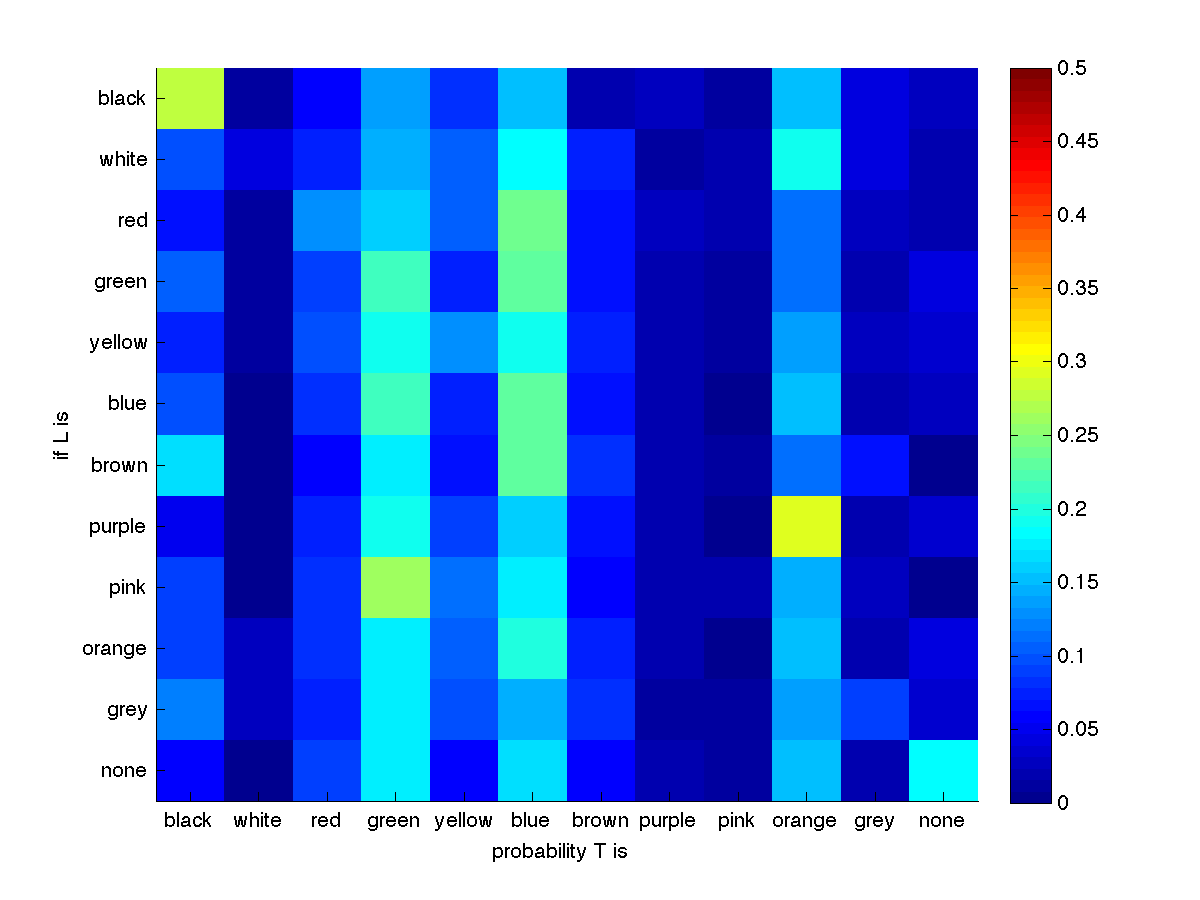 black
white
red
green
yellow
blue
brown
purple
pink
orange
grey
none
if L is
black white red green yellow blue brown purple pink orange grey none
probability T is
0.5
0.45
0.4
0.35
0.3
0.25
0.2
0.15
0.1
0.05
0